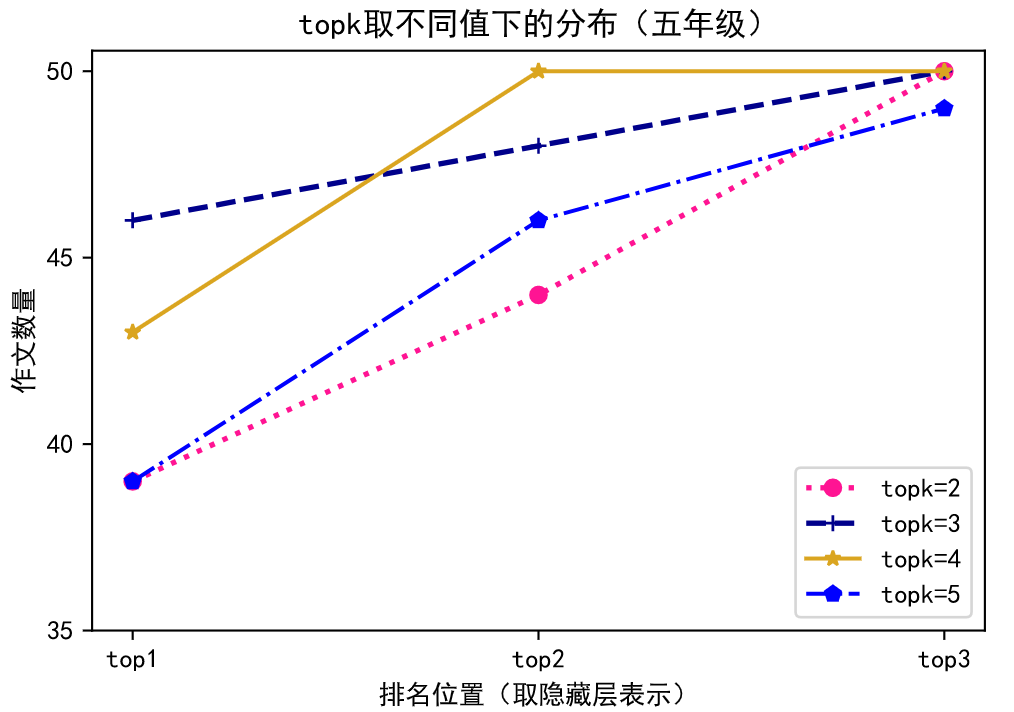 topk取不同值下的分布（五年级）
50
45
40
35
作文数量
top1
top2
top3
排名位置（取隐藏层表示）
topk=2
topk=3
topk=4
topk=5